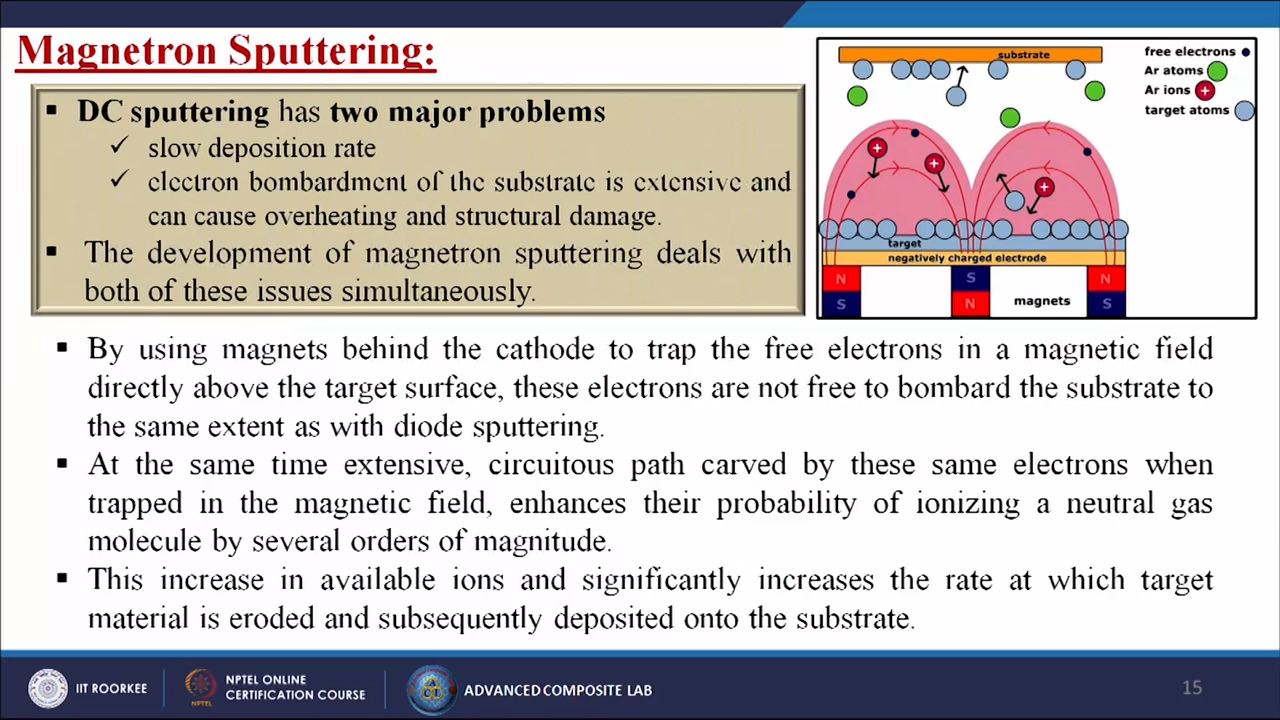 Magnetron Sputtering:
▪ DC sputtering has two major problems
✓ slow deposition rate
✓ electron bombardment of the substrate is extensive and
can cause overheating and structural damage.
▪ The development of magnetron sputtering deals with
both of these issues simultaneously.
substrate
free electrons
Ar atoms
Ar ions +
target atoms
+
+
+
target
negatively charged electrode
N S N
S N S
magnets
▪ By using magnets behind the cathode to trap the free electrons in a magnetic field
directly above the target surface, these electrons are not free to bombard the substrate to
the same extent as with diode sputtering.
▪ At the same time extensive, circuitous path carved by these same electrons when
trapped in the magnetic field, enhances their probability of ionizing a neutral gas
molecule by several orders of magnitude.
▪ This increase in available ions and significantly increases the rate at which target
material is eroded and subsequently deposited onto the substrate.
IIT ROORKEE
NPTEL
NPTEL ONLINE
CERTIFICATION COURSE
ADVANCED COMPOSITE LAB
15